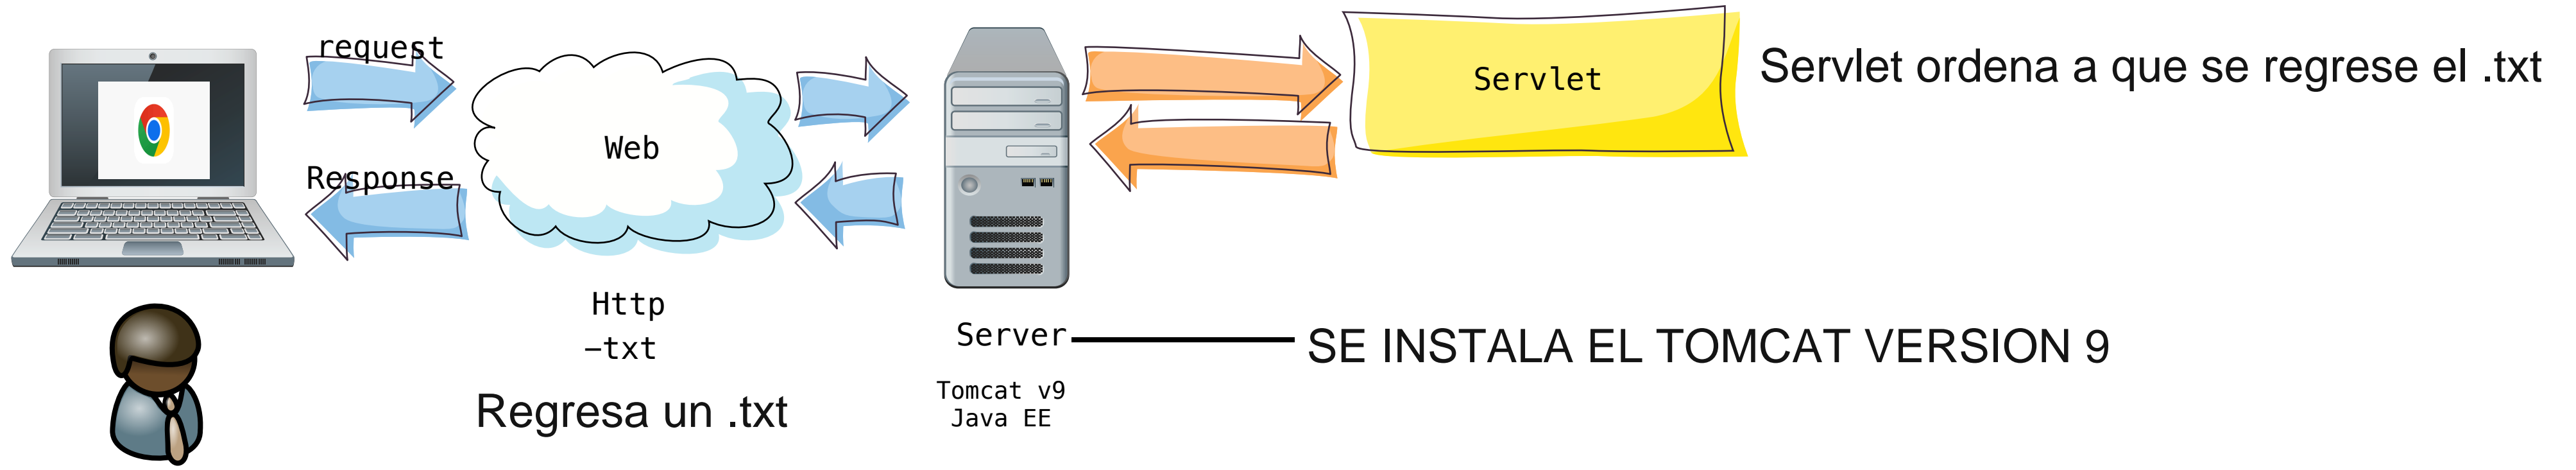 request
Response
Web
Http
–txt
Regresa un .txt
Server
Tomcat v9
Java EE
Servlet
Servlet ordena a que se regrese el .txt
SE INSTALA EL TOMCAT VERSION 9